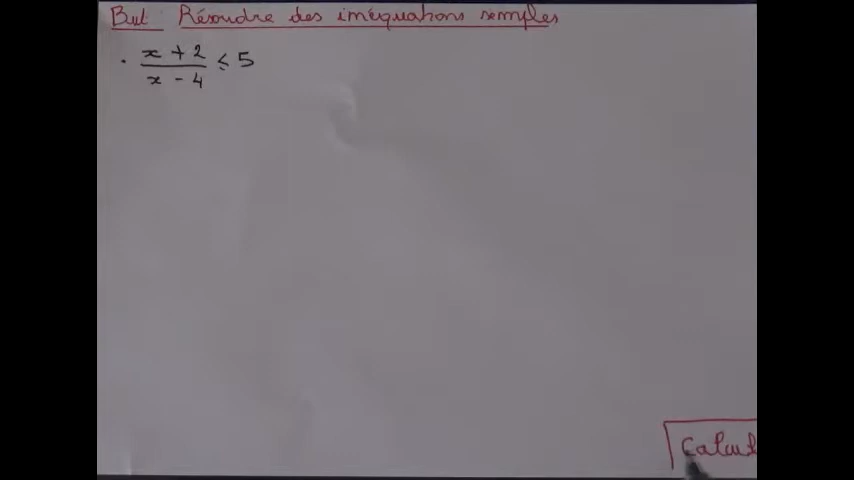 But : Résoudre des inéquations simples
. x + 2 / x - 4 ≤ 5
Calcul